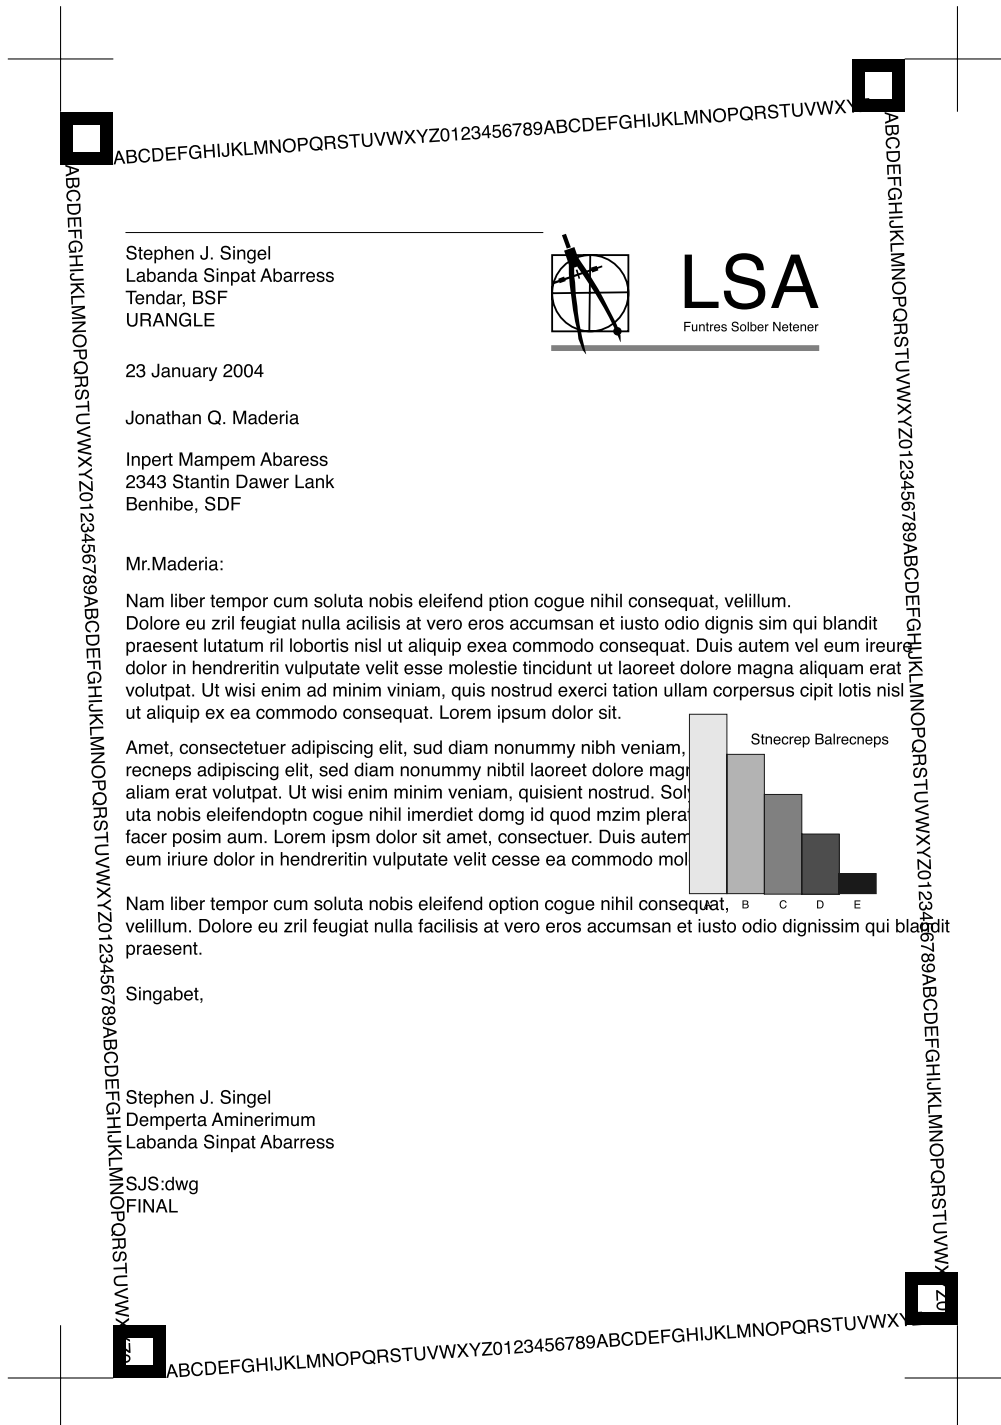 ABCDEFGHIJKLMNOPQRSTUVWXYZ0123456789ABCDEFGHIJKLMNOPQRSTUVWXY
ABCDEFGHIJKLMNOPQRSTUVWXYZ0123456789ABCDEFGHIJKLMNOPQRSTUVWXYZ0123456789ABCDEFGHIJKLMNOPQRSTUVWX
ABCDEFGHIJKLMNOPQRSTUVWXYZ0123456789ABCDEFGHIJKLMNOPQRSTUVWXYZ0123456789ABCDEFGHIJKLMNOPQRSTUVWX Z0
Stephen J. Singel
Labanda Sinpat Abarress
Tendar, BSF
URANGLE
LSA
Funtres Solber Netener
23 January 2004
Jonathan Q. Maderia
Inpert Mampem Abaress
2343 Stantin Dawer Lank
Benhibe, SDF
Mr.Maderia:
Nam liber tempor cum soluta nobis eleifend ption cogue nihil consequat, velillum.
Dolore eu zril feugiat nulla acilisis at vero eros accumsan et iusto odio dignis sim qui blandit
praesent lutatum ril lobortis nisl ut aliquip exea commodo consequat. Duis autem vel eum ireure
dolor in hendreritin vulputate velit esse molestie tincidunt ut laoreet dolore magna aliquam erat
volutpat. Ut wisi enim ad minim viniam, quis nostrud exerci tation ullam corpersus cipit lotis nisl
ut aliquip ex ea commodo consequat. Lorem ipsum dolor sit.
Amet, consectetuer adipiscing elit, sud diam nonummy nibh veniam,
recneps adipiscing elit, sed diam nonummy nibtil laoreet dolore magn
aliam erat volutpat. Ut wisi enim minim veniam, quisient nostrud. Soly
uta nobis eleifendoptn cogue nihil imerdiet domg id quod mzim plerat
facer posim aum. Lorem ipsm dolor sit amet, consectuer. Duis autem
eum iriure dolor in hendreritin vulputate velit cesse ea commodo mol
Stnecrep Balrecneps
A B C D E
Nam liber tempor cum soluta nobis eleifend option cogue nihil consequat,
velillum. Dolore eu zril feugiat nulla facilisis at vero eros accumsan et iusto odio dignissim qui blandit
praesent.
Singabet,
Stephen J. Singel
Demperta Aminerimum
Labanda Sinpat Abarress
SJS:dwg
FINAL
ABCDEFGHIJKLMNOPQRSTUVWXYZ0123456789ABCDEFGHIJKLMNOPQRSTUVWXY